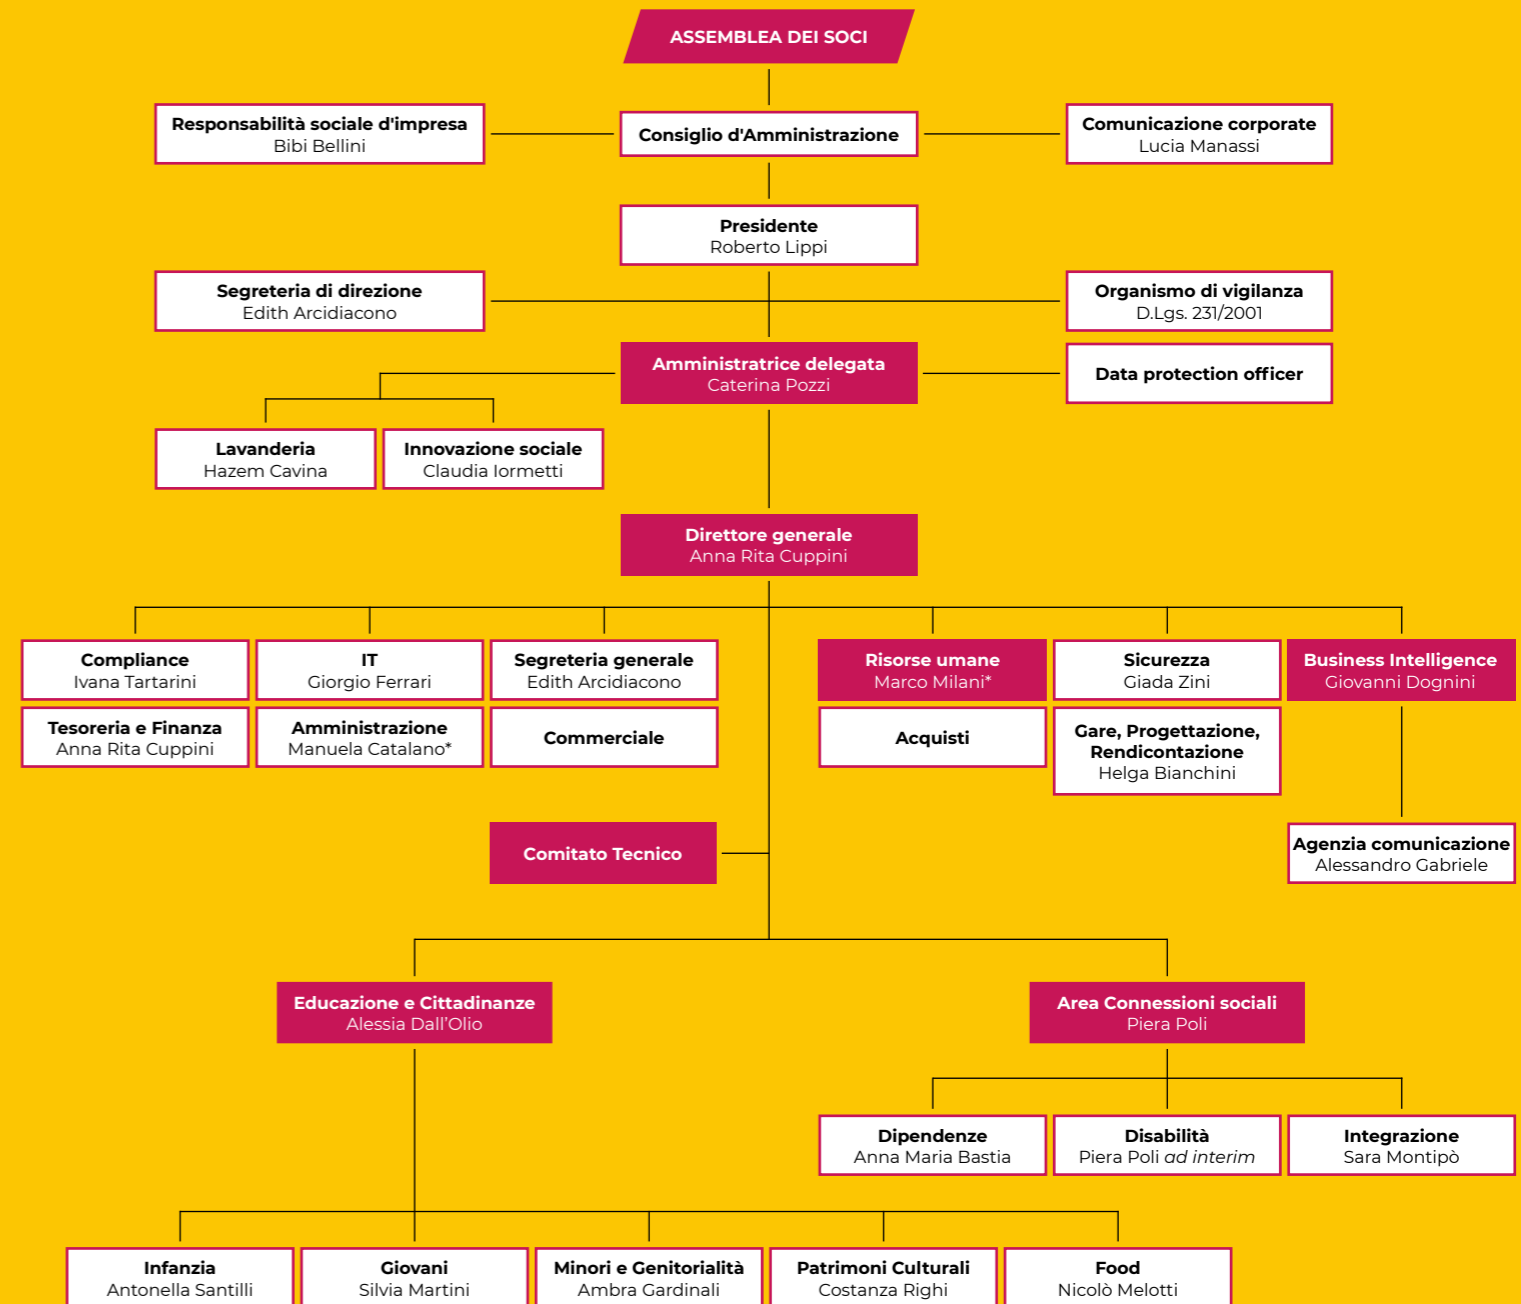 ASSEMBLEA DEI SOCI
Responsabilità sociale d'impresa
Bibi Bellini
Consiglio d'Amministrazione
Comunicazione corporate
Lucia Manassi
Presidente
Roberto Lippi
Segreteria di direzione
Edith Arcidiacono
Organismo di vigilanza
D.Lgs. 231/2001
Amministratrice delegata
Caterina Pozzi
Data protection officer
Lavanderia
Hazem Cavina
Innovazione sociale
Claudia Iormetti
Direttore generale
Anna Rita Cuppini
Compliance
Ivana Tartarini
IT
Giorgio Ferrari
Segreteria generale
Edith Arcidiacono
Risorse umane
Marco Milani*
Sicurezza
Giada Zini
Business Intelligence
Giovanni Dognini
Tesoreria e Finanza
Anna Rita Cuppini
Amministrazione
Manuela Catalano*
Commerciale
Acquisti
Gare, Progettazione,
Rendicontazione
Helga Bianchini
Comitato Tecnico
Agenzia comunicazione
Alessandro Gabriele
Educazione e Cittadinanze
Alessia Dall'Olio
Area Connessioni sociali
Piera Poli
Dipendenze
Anna Maria Bastia
Disabilità
Piera Poli ad interim
Integrazione
Sara Montipò
Infanzia
Antonella Santilli
Giovani
Silvia Martini
Minori e Genitorialità
Ambra Gardinali
Patrimoni Culturali
Costanza Righi
Food
Nicolò Melotti